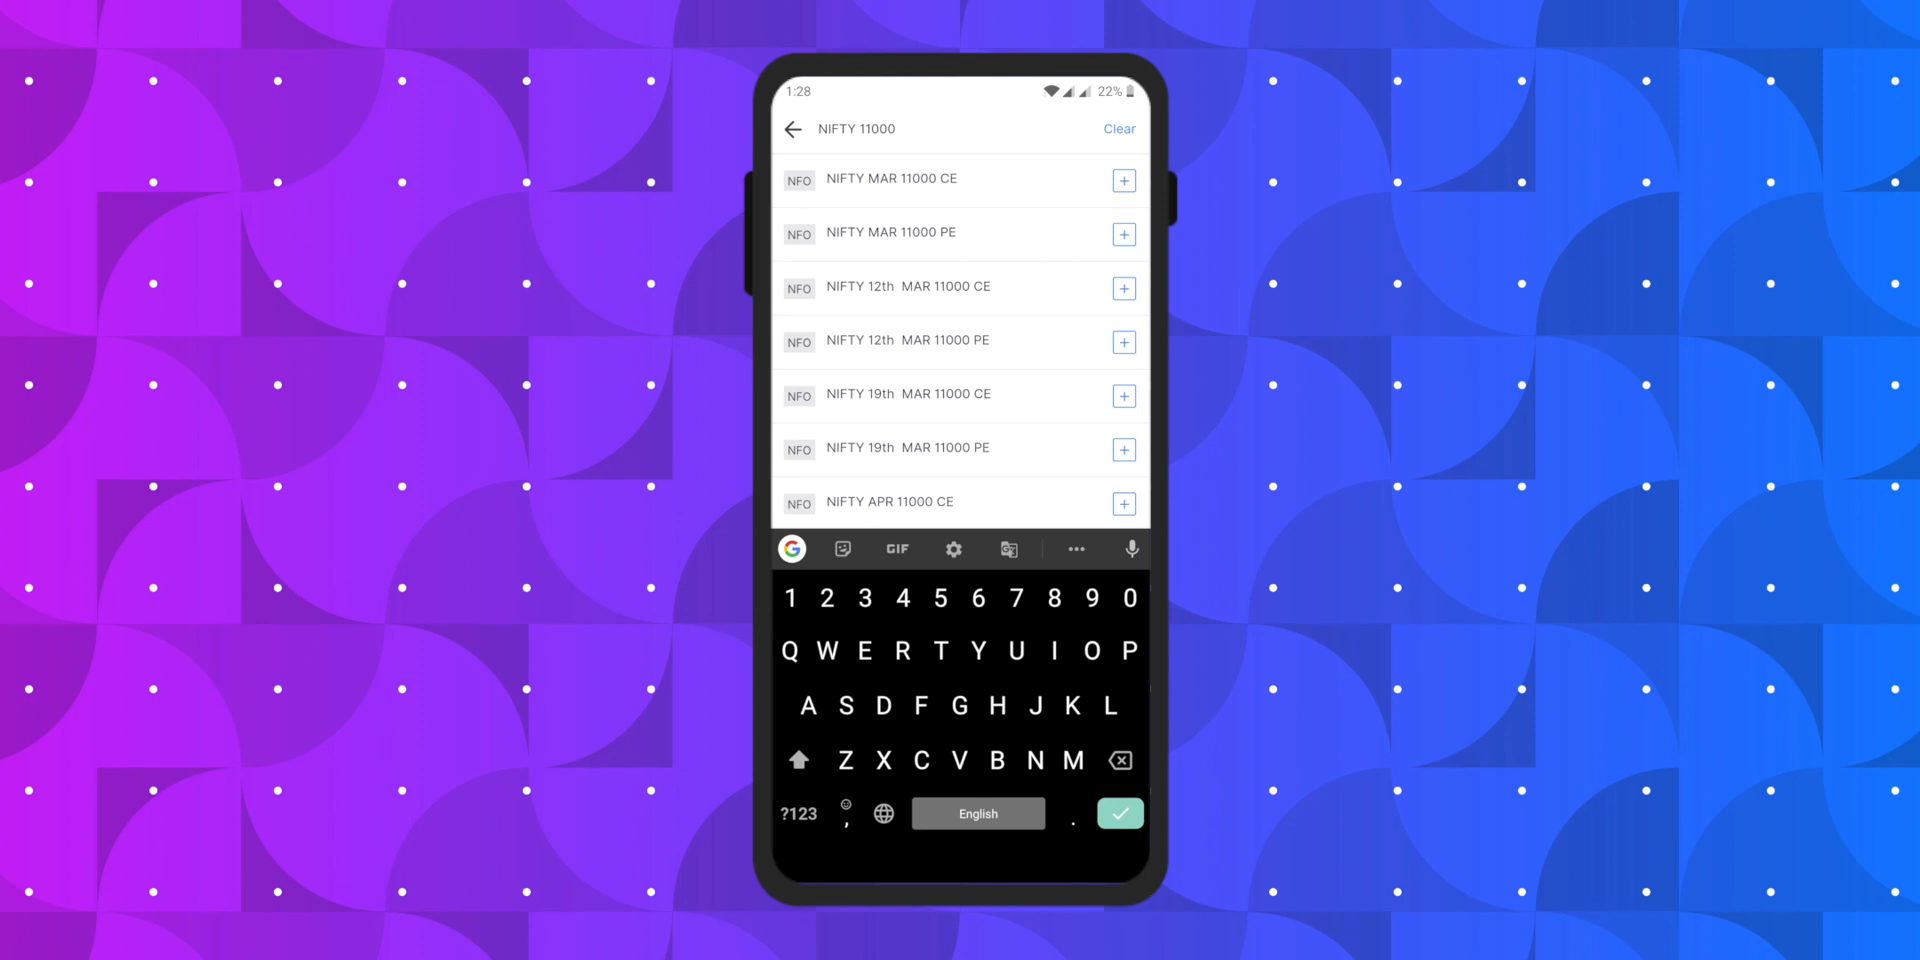 1:28 22%
NIFTY 11000 Clear
NFO NIFTY MAR 11000 CE +
NFO NIFTY MAR 11000 PE +
NFO NIFTY 12th MAR 11000 CE +
NFO NIFTY 12th MAR 11000 PE +
NFO NIFTY 19th MAR 11000 CE +
NFO NIFTY 19th MAR 11000 PE +
NFO NIFTY APR 11000 CE +
G GIF
1 2 3 4 5 6 7 8 9 0
Q W E R T Y U I O P
A S D F G H J K L
Z X C V B N M
?123 , English .